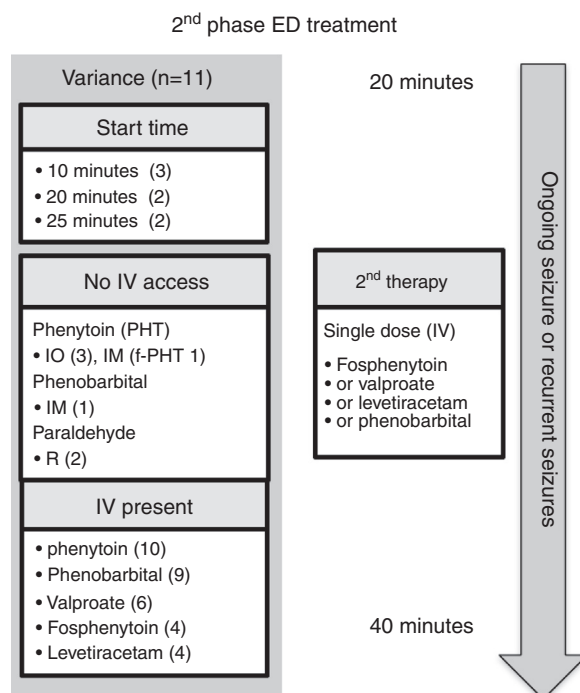 2nd phase ED treatment
Variance (n=11)
Start time
• 10 minutes (3)
• 20 minutes (2)
• 25 minutes (2)
No IV access
Phenytoin (PHT)
• IO (3), IM (f-PHT 1)
Phenobarbital
• IM (1)
Paraldehyde
• R (2)
IV present
• phenytoin (10)
• Phenobarbital (9)
• Valproate (6)
• Fosphenytoin (4)
• Levetiracetam (4)
20 minutes
2nd therapy
Single dose (IV)
• Fosphenytoin
• or valproate
• or levetiracetam
• or phenobarbital
40 minutes
Ongoing seizure or recurrent seizures